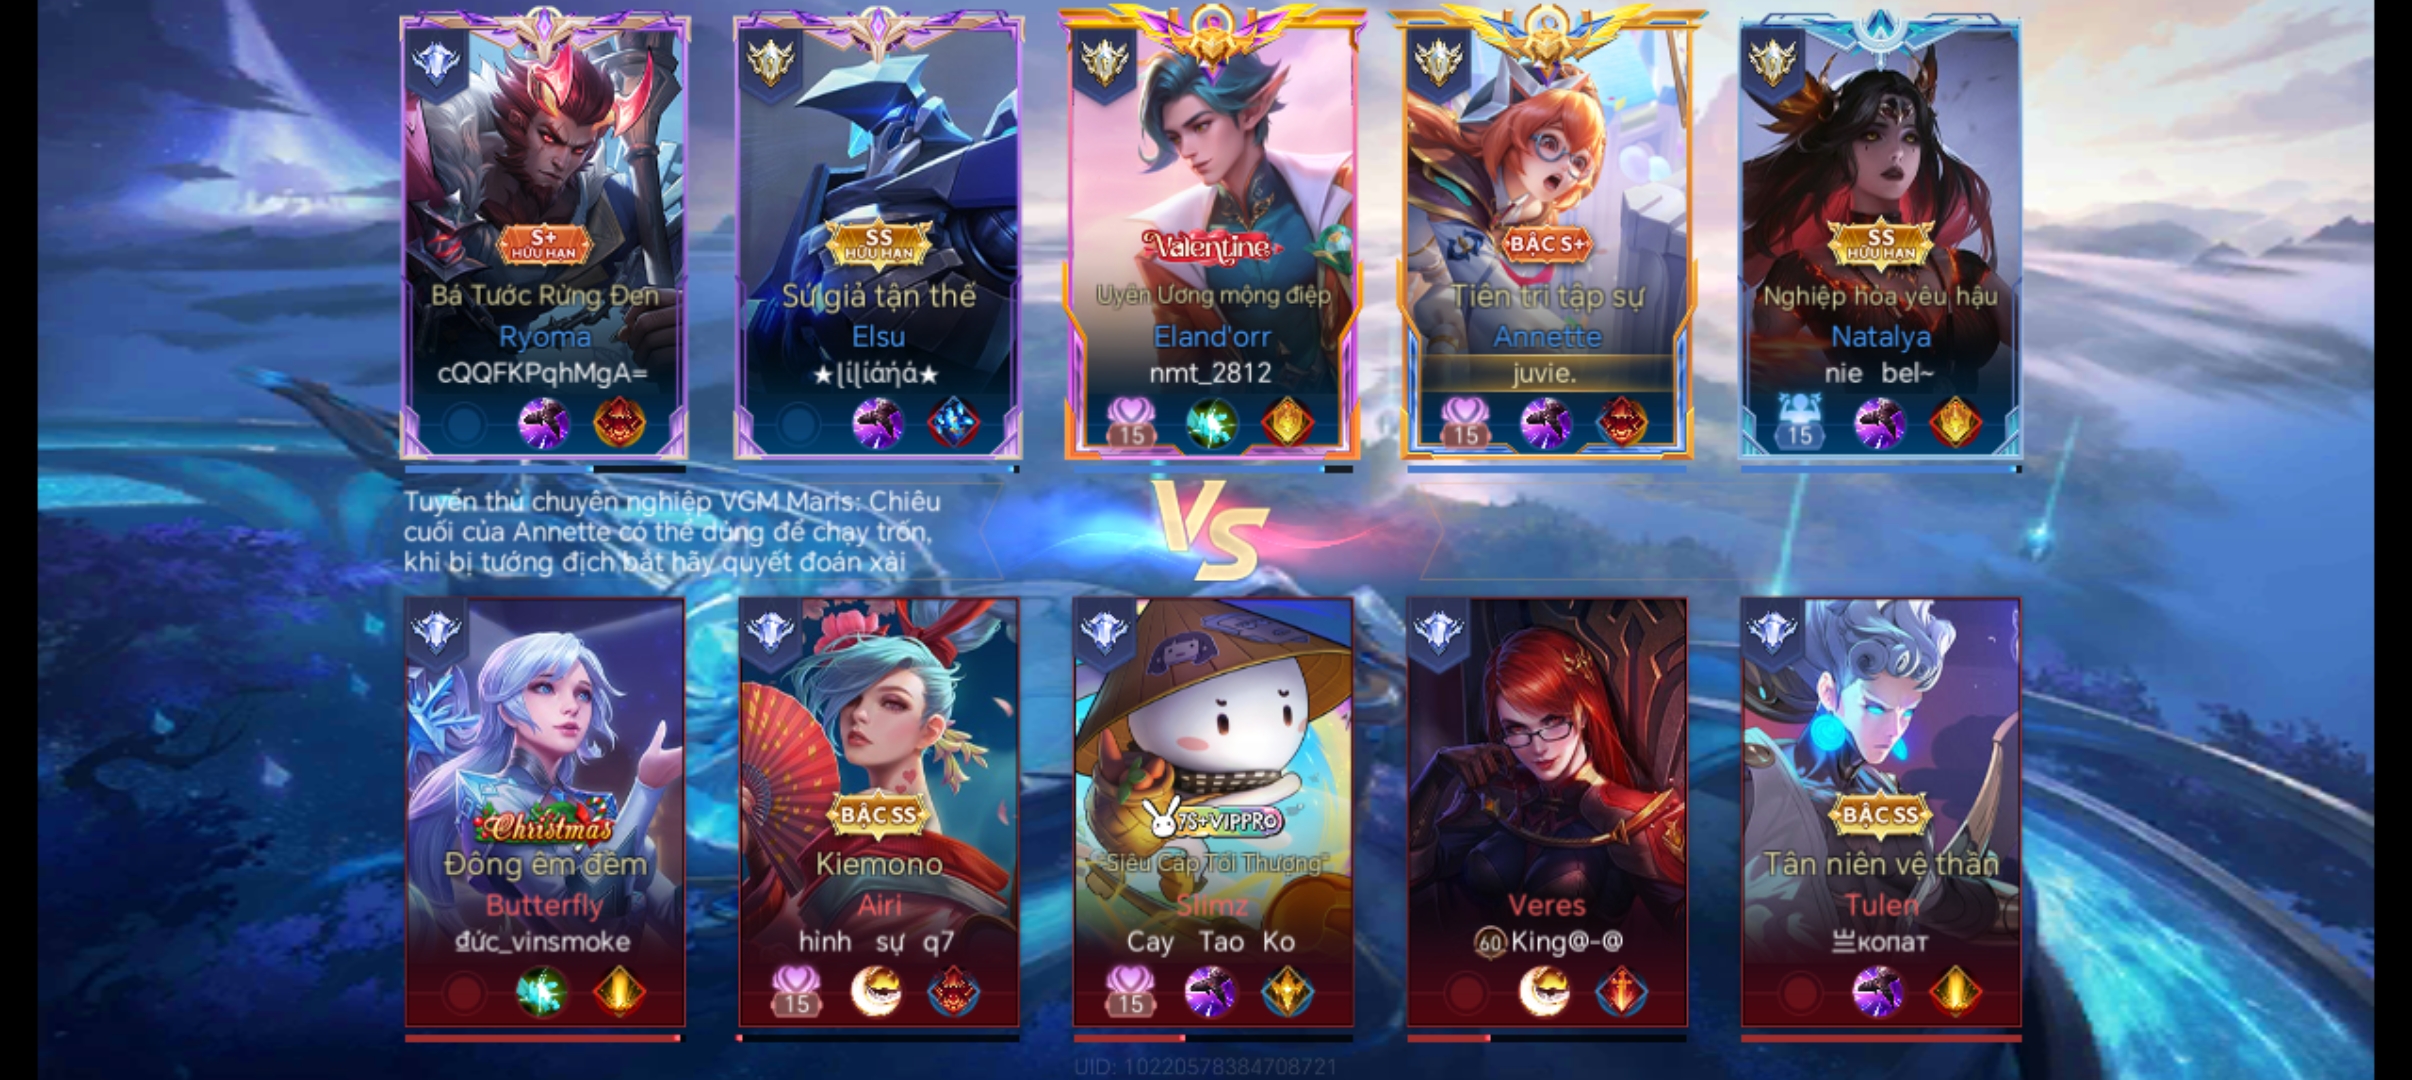 S+
HỮU HẠN
Bá Tước Rừng Đen
Ryoma
cQQFKPqhMgA=
SS
HỮU HẠN
Sứ giả tận thế
Elsu
Valentine
Uyên Ương mộng điệp
Eland'orr
nmt_2812
15
BẬC S+
Tiên tri tập sự
Annette
juvie.
15
SS
HỮU HẠN
Nghiệp hỏa yêu hậu
Natalya
nie bel~
15
Tuyển thủ chuyên nghiệp VGM Maris: Chiêu
cuối của Annette có thể dùng để chạy trốn,
khi bị tướng địch bắt hãy quyết đoán xài
VS
Christmas
Đông êm đềm
Butterfly
đức_vinsmoke
BẬC SS
Kiemono
Airi
hình sự q7
15
7S+VIPPRO
"Siêu Cấp Tối Thượng"
Slimz
Cay Tao Ko
15
Veres
60 King@-@
BẬC SS
Tân niên vệ thần
Tulen
UID: 10220578384708721